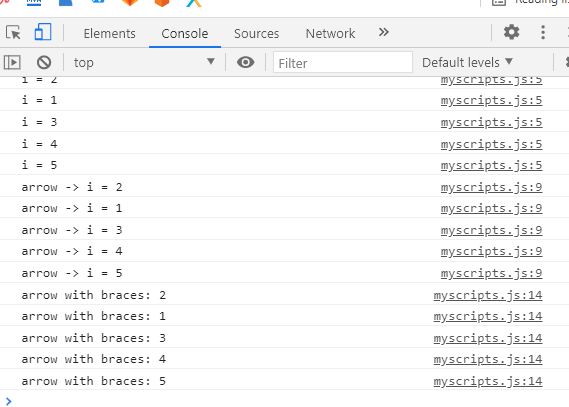 Reading lis
Elements Console Sources Network
top Filter Default levels
i = 2 myscripts.js:5
i = 1 myscripts.js:5
i = 3 myscripts.js:5
i = 4 myscripts.js:5
i = 5 myscripts.js:5
arrow -> i = 2 myscripts.js:9
arrow -> i = 1 myscripts.js:9
arrow -> i = 3 myscripts.js:9
arrow -> i = 4 myscripts.js:9
arrow -> i = 5 myscripts.js:9
arrow with braces: 2 myscripts.js:14
arrow with braces: 1 myscripts.js:14
arrow with braces: 3 myscripts.js:14
arrow with braces: 4 myscripts.js:14
arrow with braces: 5 myscripts.js:14